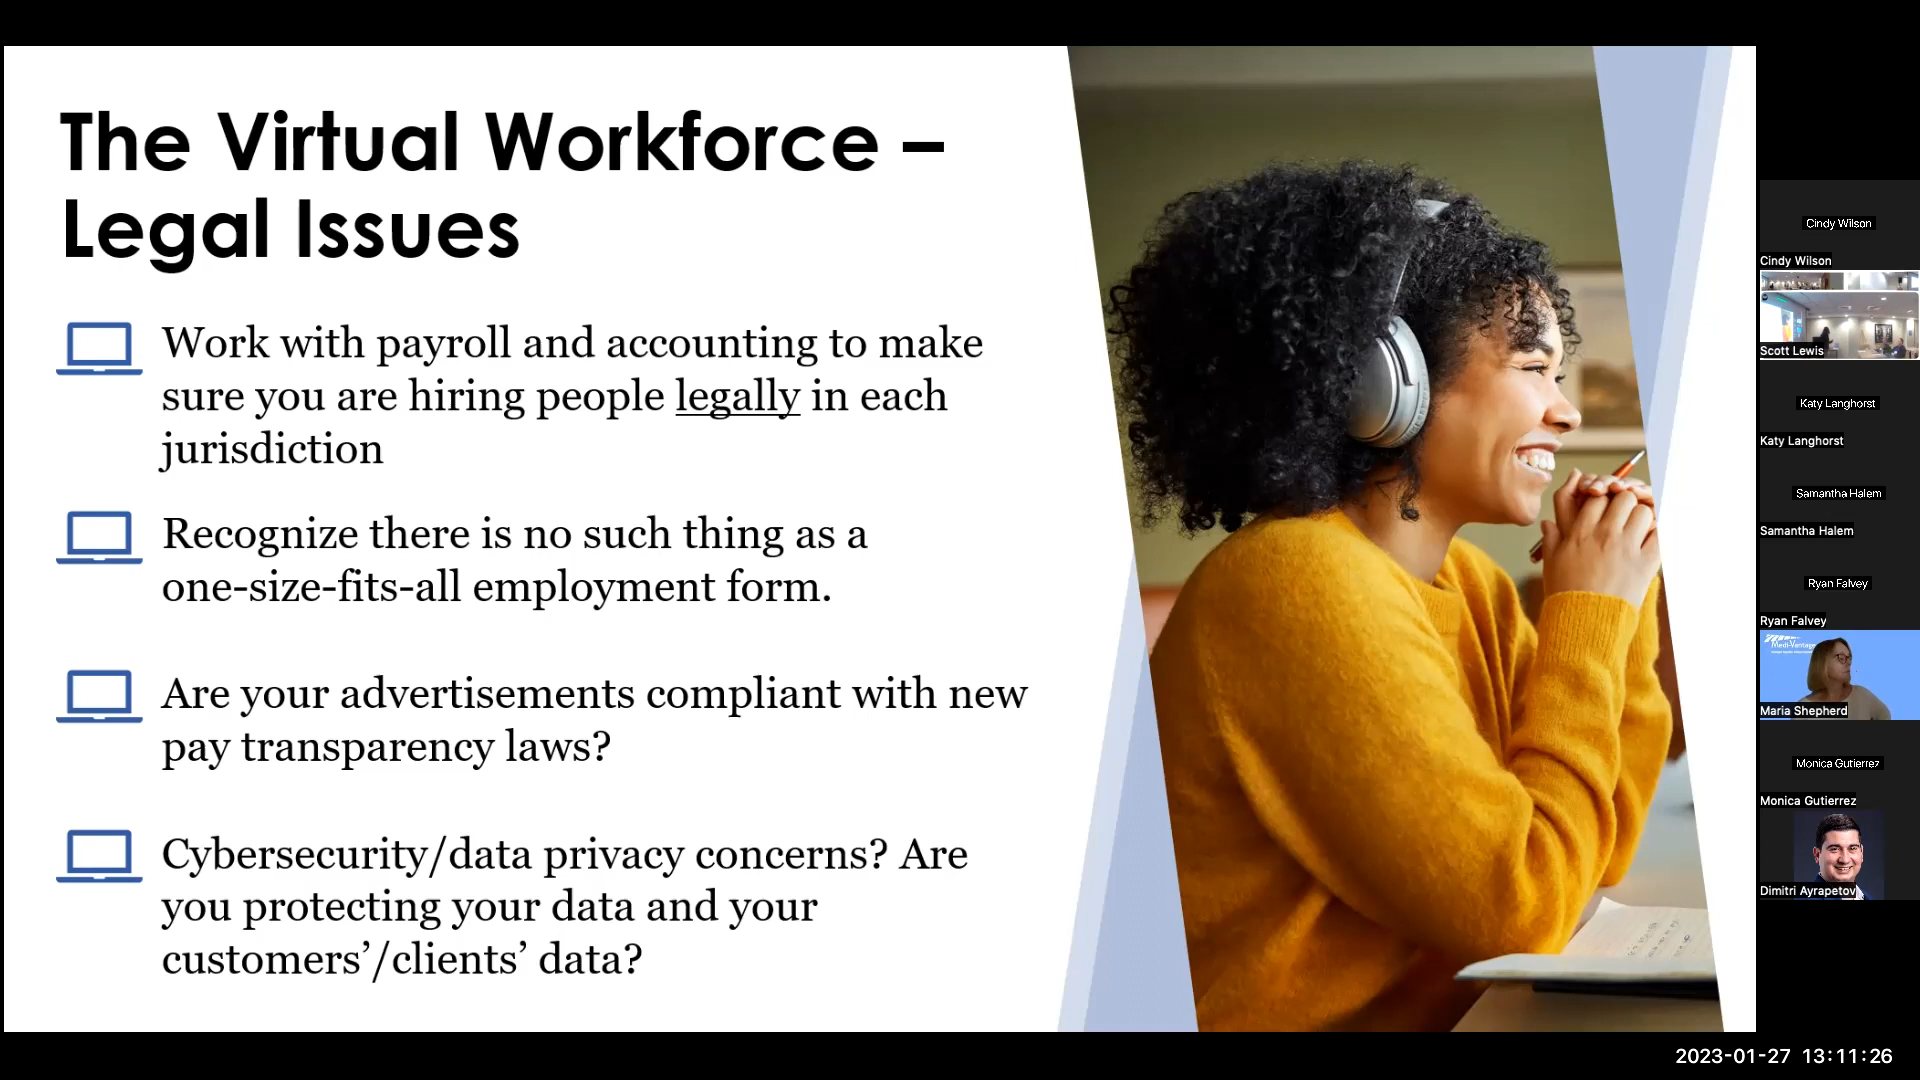 The Virtual Workforce –
Legal Issues
Work with payroll and accounting to make
sure you are hiring people legally in each
jurisdiction
Recognize there is no such thing as a
one-size-fits-all employment form.
Are your advertisements compliant with new
pay transparency laws?
Cybersecurity/data privacy concerns? Are
you protecting your data and your
customers’/clients’ data?
Cindy Wilson
Cindy Wilson
Scott Lewis
Katy Langhorst
Katy Langhorst
Samantha Halem
Samantha Halem
Ryan Falvey
Ryan Falvey
Medi-Vantage
Maria Shepherd
Monica Gutierrez
Monica Gutierrez
Dimitri Ayrapetov
2023-01-27 13:11:26